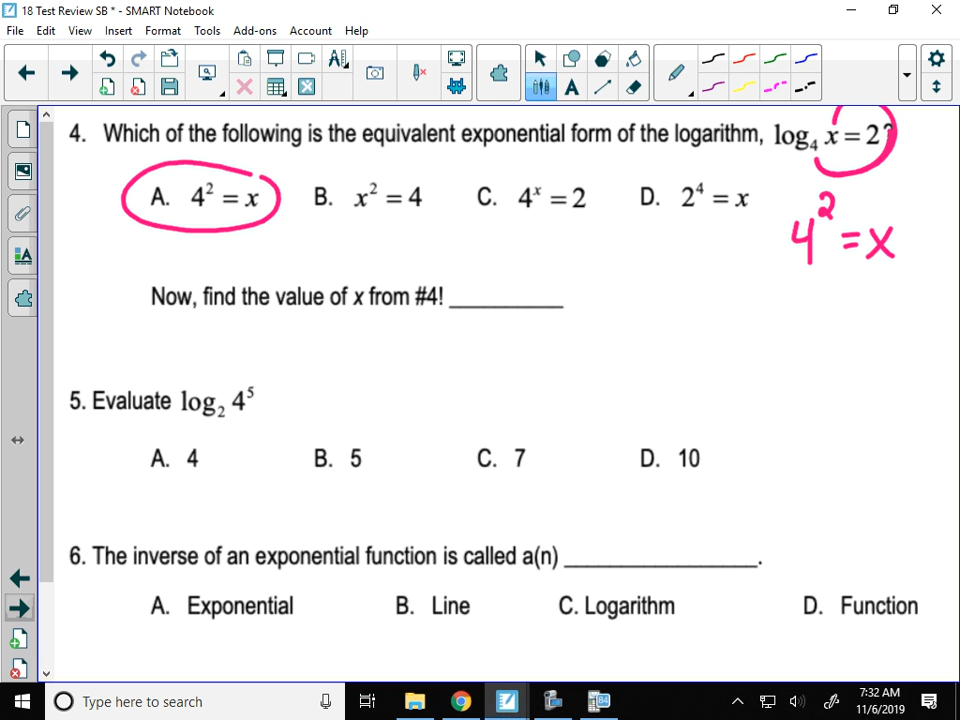 18 Test Review SB * - SMART Notebook
File Edit View Insert Format Tools Add-ons Account Help
4. Which of the following is the equivalent exponential form of the logarithm, log₄ x = 2?
A. 4² = x B. x² = 4 C. 4ˣ = 2 D. 2⁴ = x
4² = x
Now, find the value of x from #4! __________
5. Evaluate log₂ 4⁵
A. 4 B. 5 C. 7 D. 10
6. The inverse of an exponential function is called a(n) _________________.
A. Exponential B. Line C. Logarithm D. Function
Type here to search
7:32 AM
11/6/2019